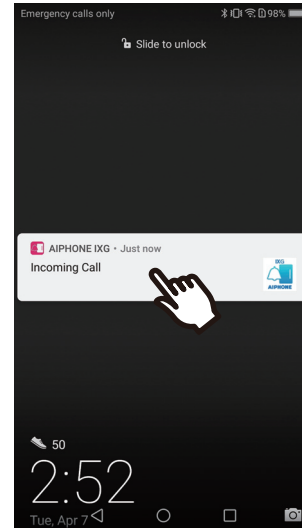 Emergency calls only 98%
Slide to unlock
AIPHONE IXG • Just now
Incoming Call
IXG
AIPHONE
50
2:52
Tue, Apr 7